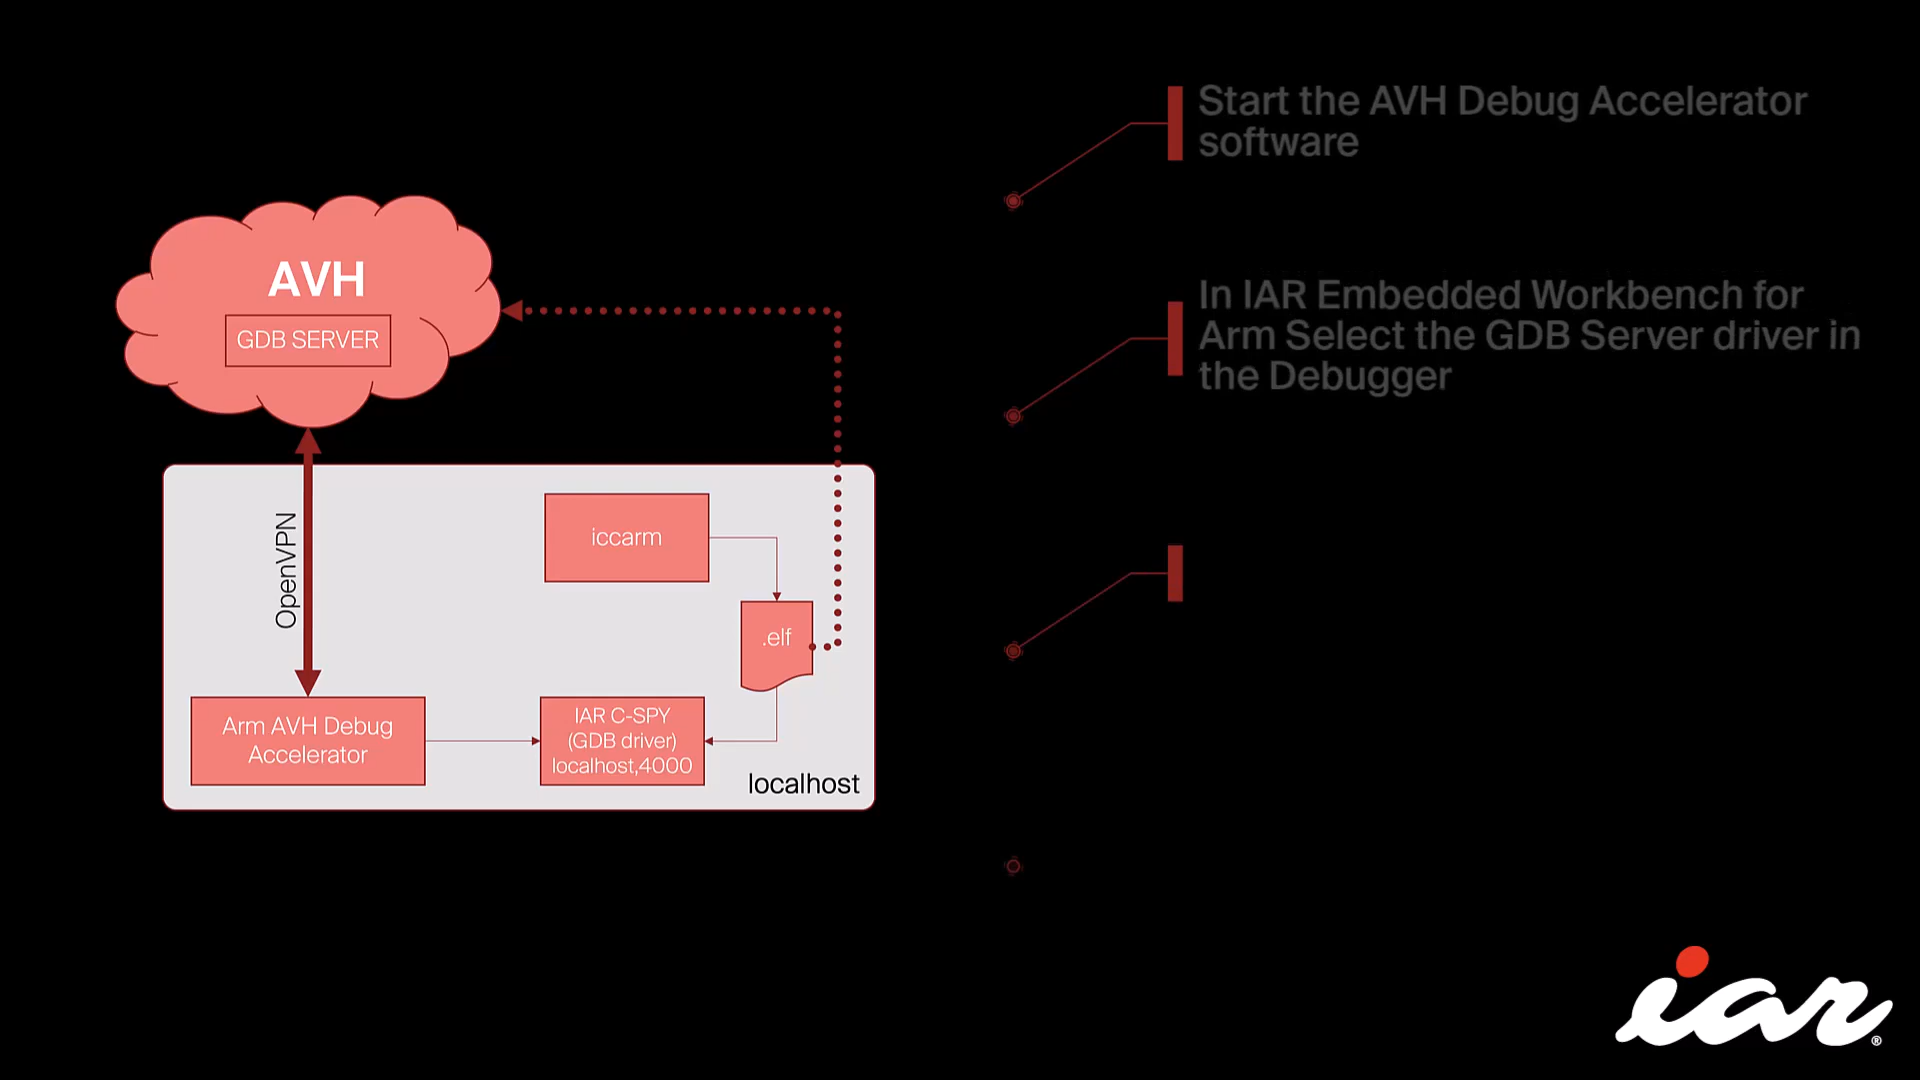 Start the AVH Debug Accelerator
software
In IAR Embedded Workbench for
Arm Select the GDB Server driver in
the Debugger
AVH
GDB SERVER
OpenVPN
iccarm
.elf
Arm AVH Debug
Accelerator
IAR C-SPY
(GDB driver)
localhost,4000
localhost
iar®